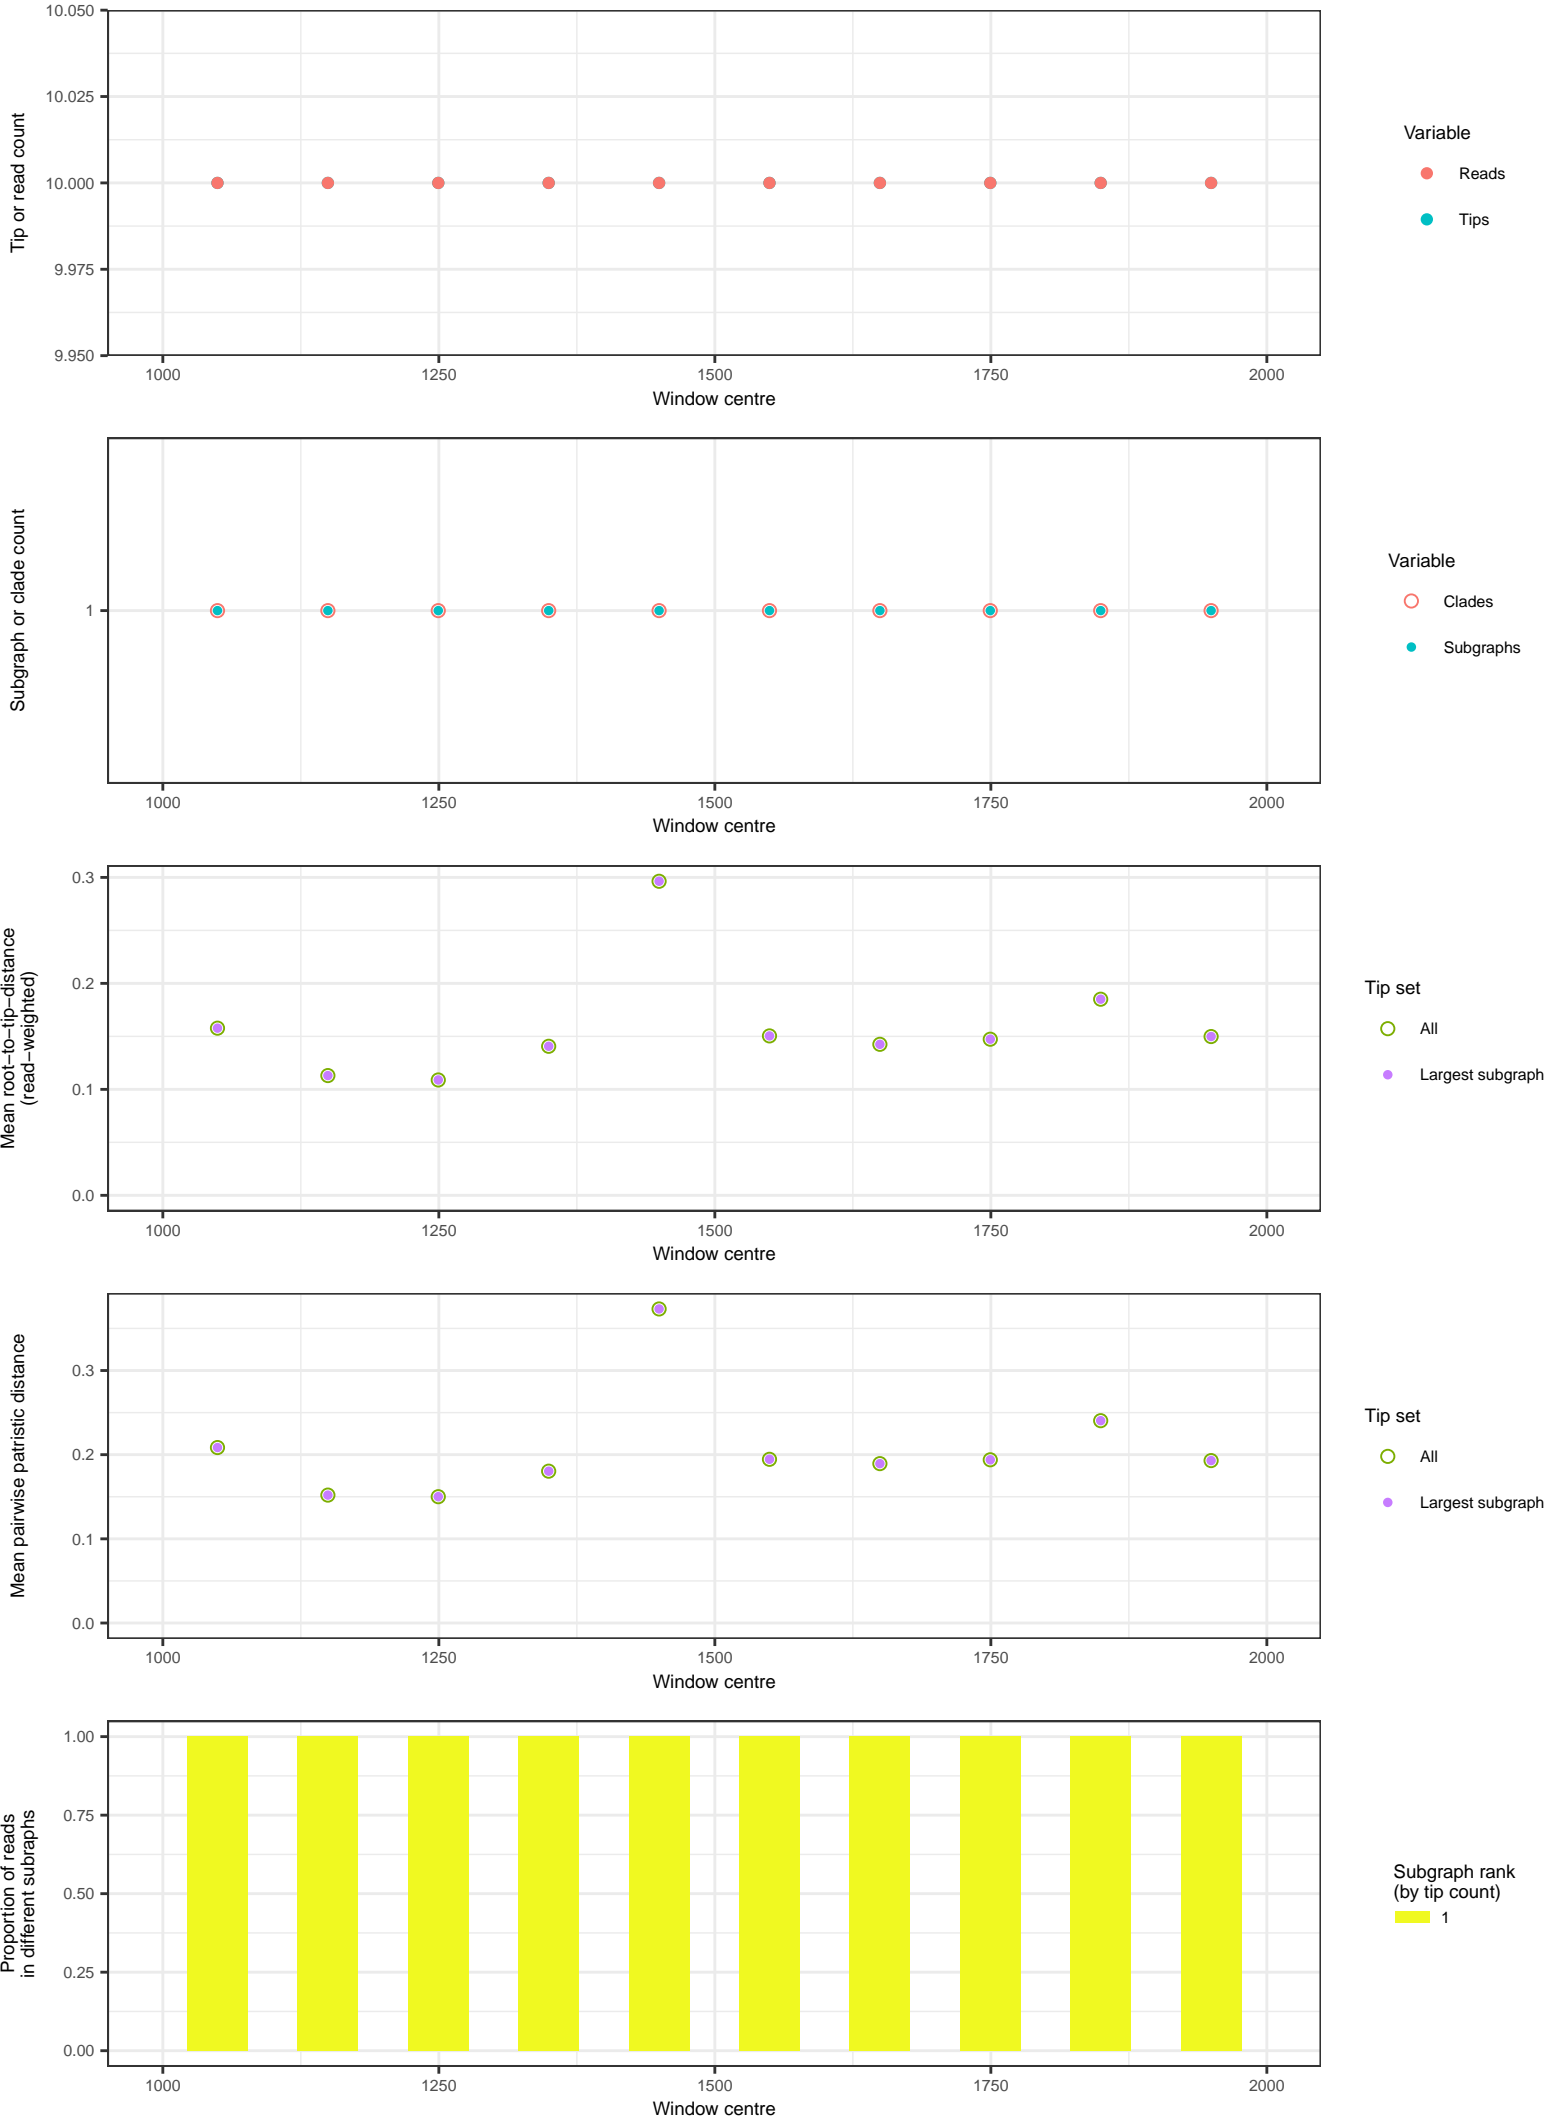 10.050
10.025
10.000
9.975
9.950
Tip or read count
1000 1250 1500 1750 2000
Window centre
Variable
Reads
Tips
Subgraph or clade count
1
1000 1250 1500 1750 2000
Window centre
Variable
Clades
Subgraphs
Mean root−to−tip−distance
(read−weighted)
0.3
0.2
0.1
0.0
1000 1250 1500 1750 2000
Window centre
Tip set
All
Largest subgraph
Mean pairwise patristic distance
0.3
0.2
0.1
0.0
1000 1250 1500 1750 2000
Window centre
Tip set
All
Largest subgraph
Proportion of reads
in different subraphs
1.00
0.75
0.50
0.25
0.00
1000 1250 1500 1750 2000
Window centre
Subgraph rank
(by tip count)
1